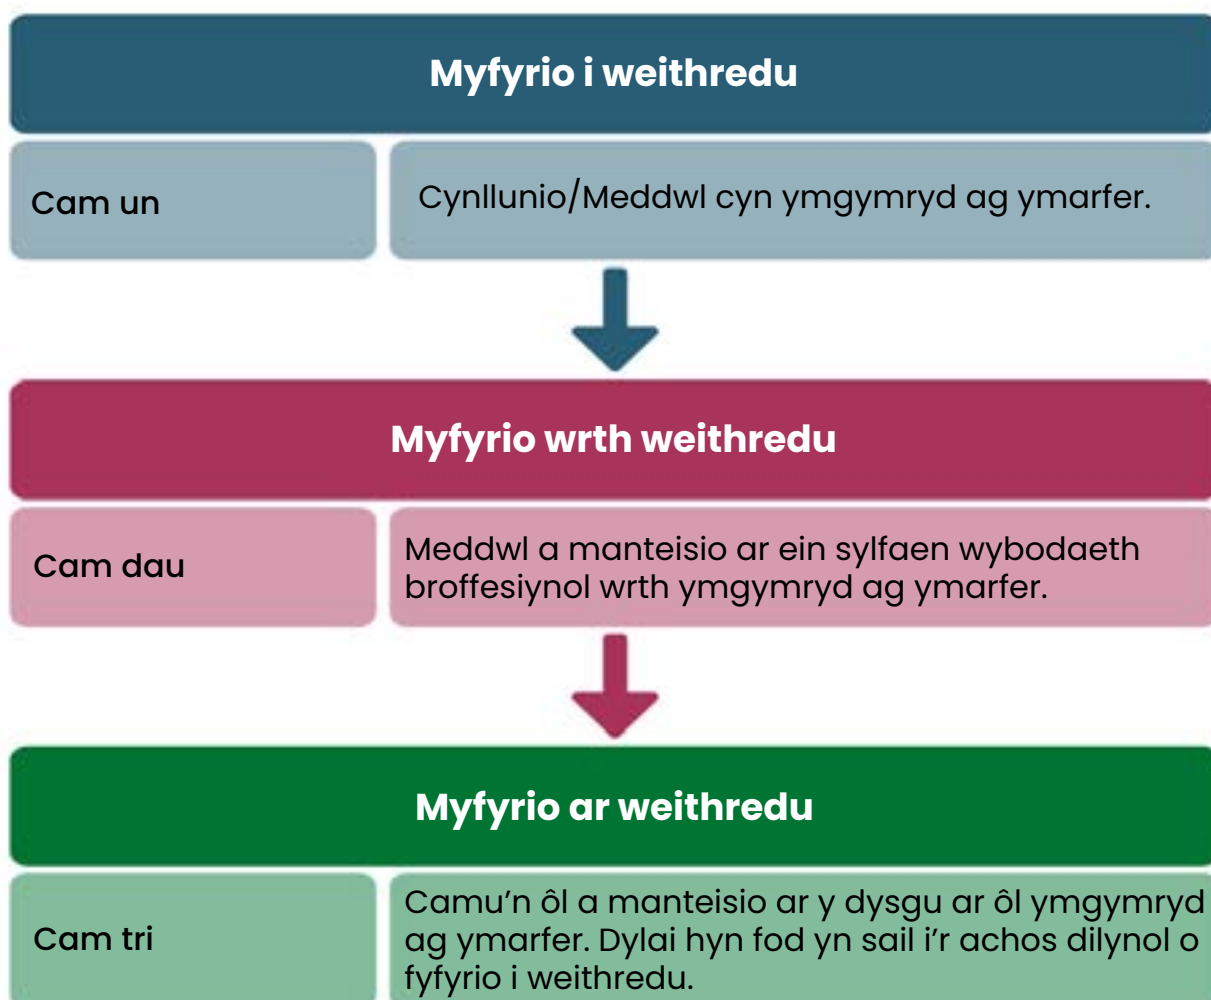 Myfyrio i weithredu
Cam un
Cynllunio/Meddwl cyn ymgymryd ag ymarfer.
Myfyrio wrth weithredu
Cam dau
Meddwl a manteisio ar ein sylfaen wybodaeth
broffesiynol wrth ymgymryd ag ymarfer.
Myfyrio ar weithredu
Cam tri
Camu'n ôl a manteisio ar y dysgu ar ôl ymgymryd
ag ymarfer. Dylai hyn fod yn sail i'r achos dilynol o
fyfyrio i weithredu.